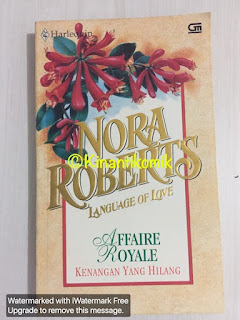 Harlequin
GM
NORA
ROBERTS
@Kinantikomik
LANGUAGE OF LOVE
AFFAIRE
ROYALE
KENANGAN YANG HILANG
Watermarked with iWatermark Free
Upgrade to remove this message.